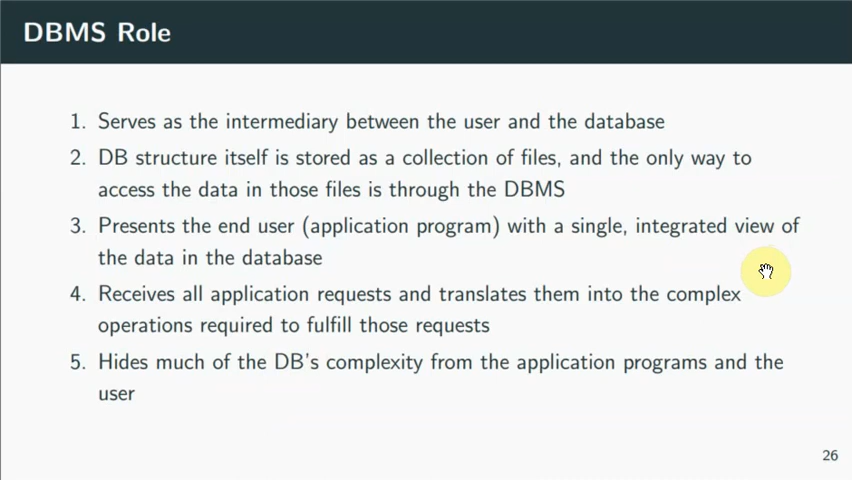 DBMS Role
1. Serves as the intermediary between the user and the database
2. DB structure itself is stored as a collection of files, and the only way to
access the data in those files is through the DBMS
3. Presents the end user (application program) with a single, integrated view of
the data in the database
4. Receives all application requests and translates them into the complex
operations required to fulfill those requests
5. Hides much of the DB's complexity from the application programs and the
user
26